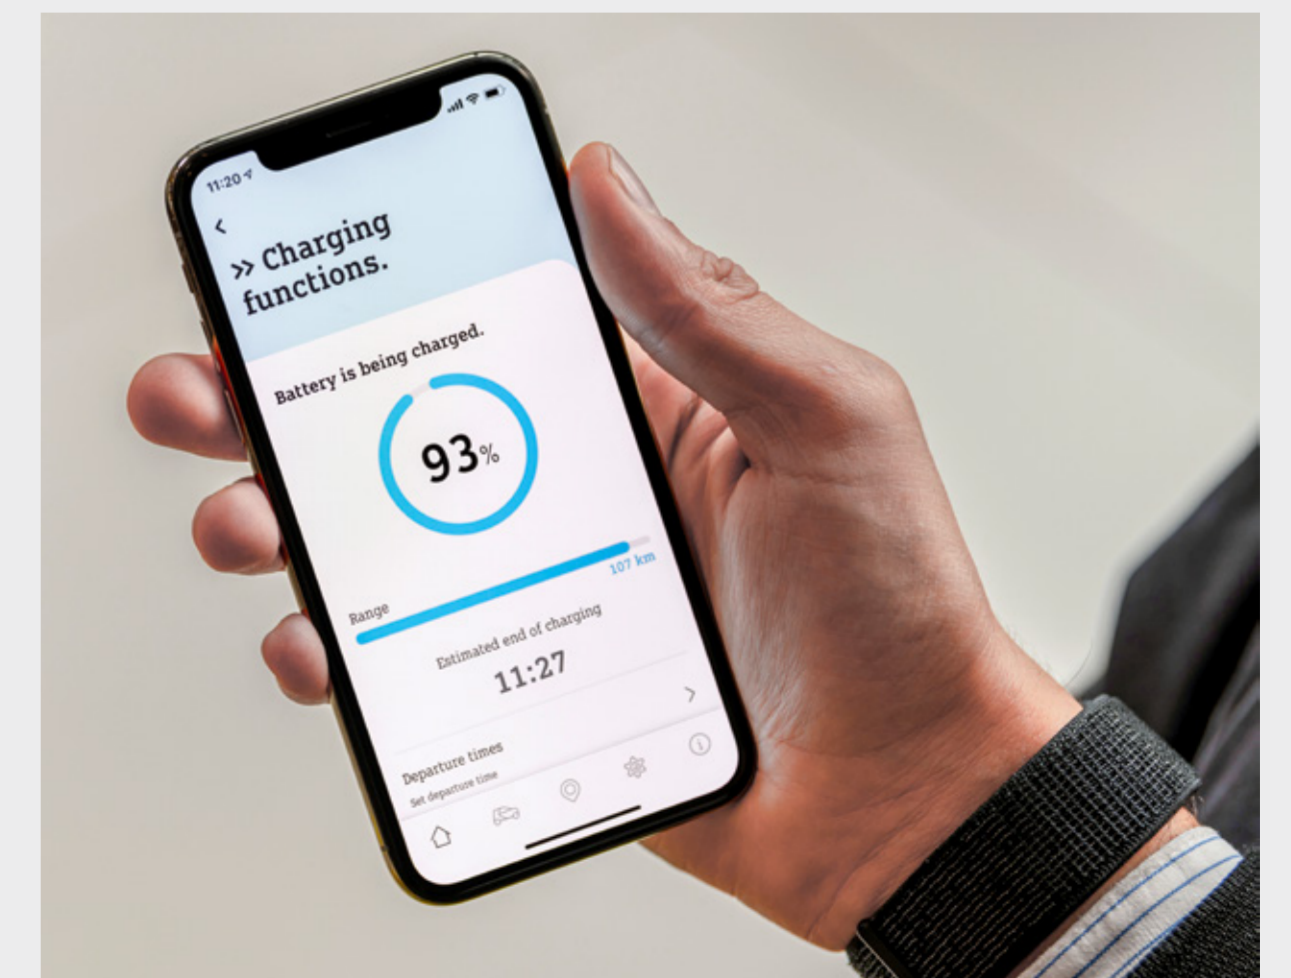 11:20
>> Charging
functions.
Battery is being charged.
93%
Range
107 km
Estimated end of charging
11:27
Departure times
Set departure time